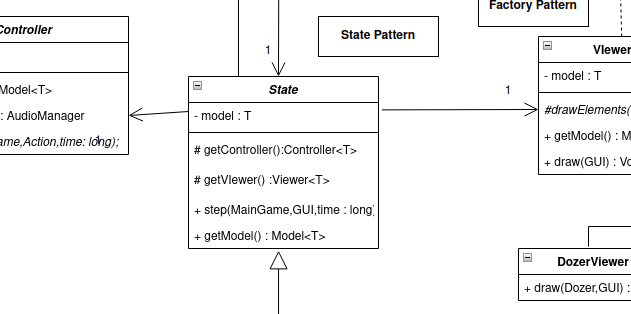 Factory Pattern
State Pattern
Controller
Model<T>
: AudioManager
ame,Action,time: long);
1
1
State
- model : T
# getController():Controller<T>
# getVIewer() :Viewer<T>
+ step(MainGame,GUI,time : long)
+ getModel() : Model<T>
1
VIewer
- model : T
#drawElements(
+ getModel() : M
+ draw(GUI) : Vo
DozerViewer
+ draw(Dozer,GUI) :